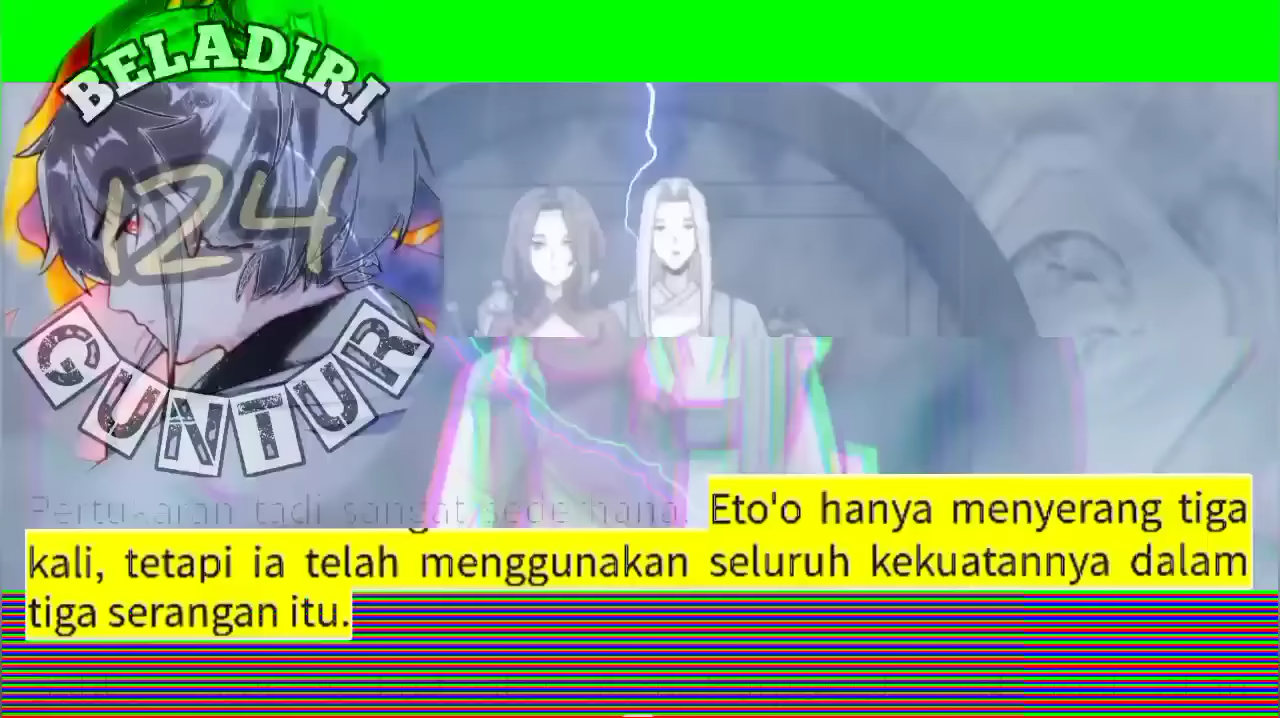 BELADIRI
124
GUNTUR
Pertukaran tadi sangat sederhana. Eto'o hanya menyerang tiga
kali, tetapi ia telah menggunakan seluruh kekuatannya dalam
tiga serangan itu.